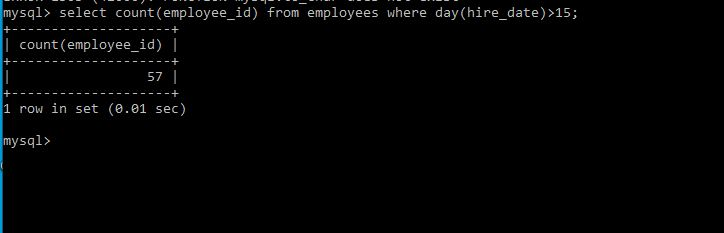 mysql> select count(employee_id) from employees where day(hire_date)>15;
+--------------------+
| count(employee_id) |
+--------------------+
|                 57 |
+--------------------+
1 row in set (0.01 sec)
mysql>